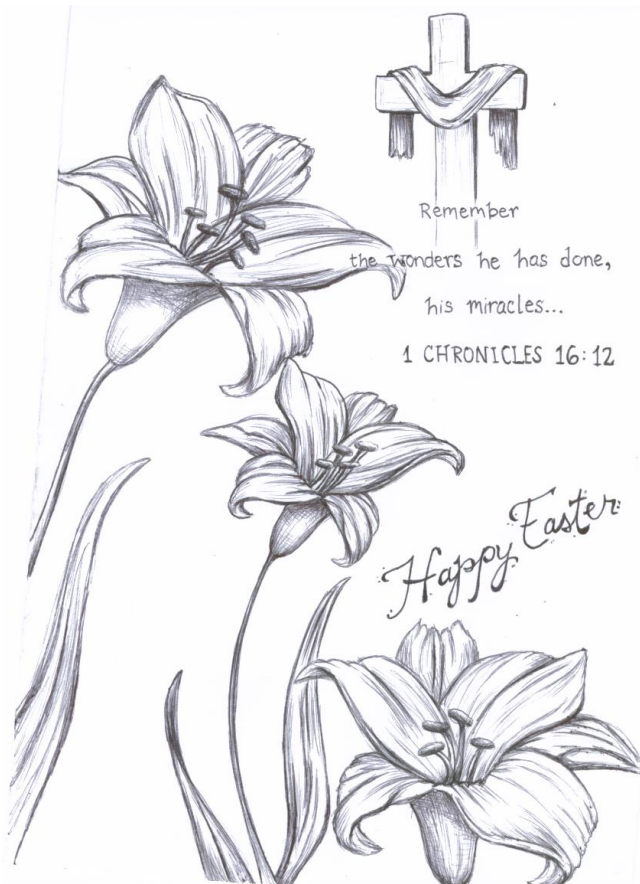 Remember
the wonders he has done,
his miracles...
1 CHRONICLES 16:12
Happy Easter